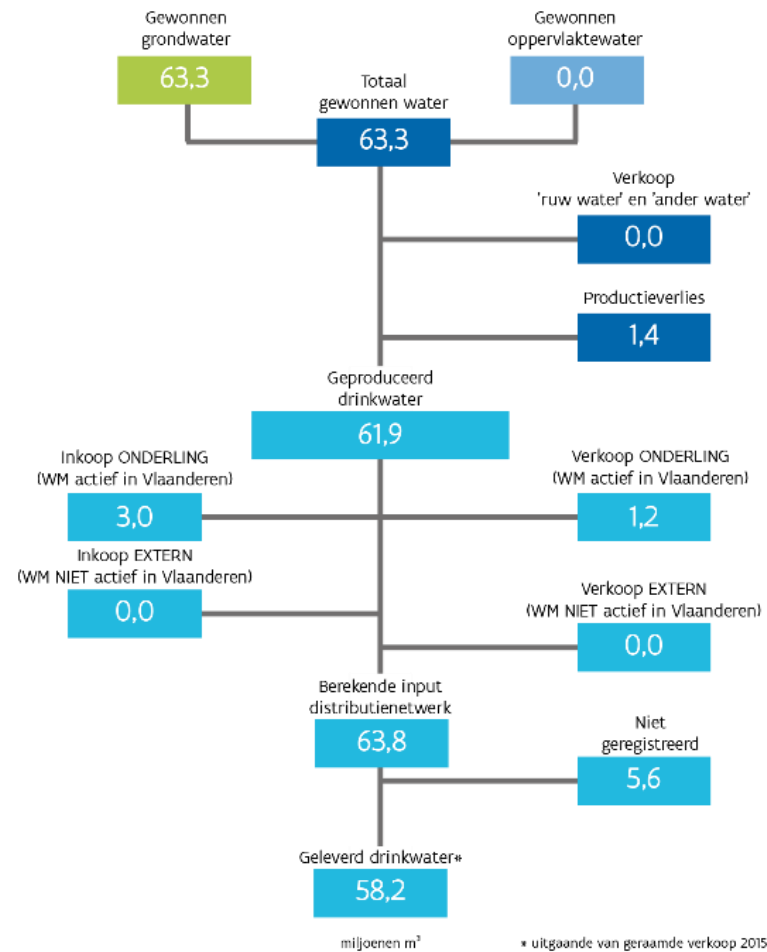 Gewonnen
grondwater
63,3
Gewonnen
oppervlaktewater
0,0
Totaal
gewonnen water
63,3
Verkoop
'ruw water' en 'ander water'
0,0
Productieverlies
1,4
Geproduceerd
drinkwater
61,9
Inkoop ONDERLING
(WM actief in Vlaanderen)
3,0
Verkoop ONDERLING
(WM actief in Vlaanderen)
1,2
Inkoop EXTERN
(WM NIET actief in Vlaanderen)
0,0
Verkoop EXTERN
(WM NIET actief in Vlaanderen)
0,0
Berekende input
distributienetwerk
63,8
Niet
geregistreerd
5,6
Geleverd drinkwater*
58,2
miljoenen m³
* uitgaande van geraamde verkoop 2015